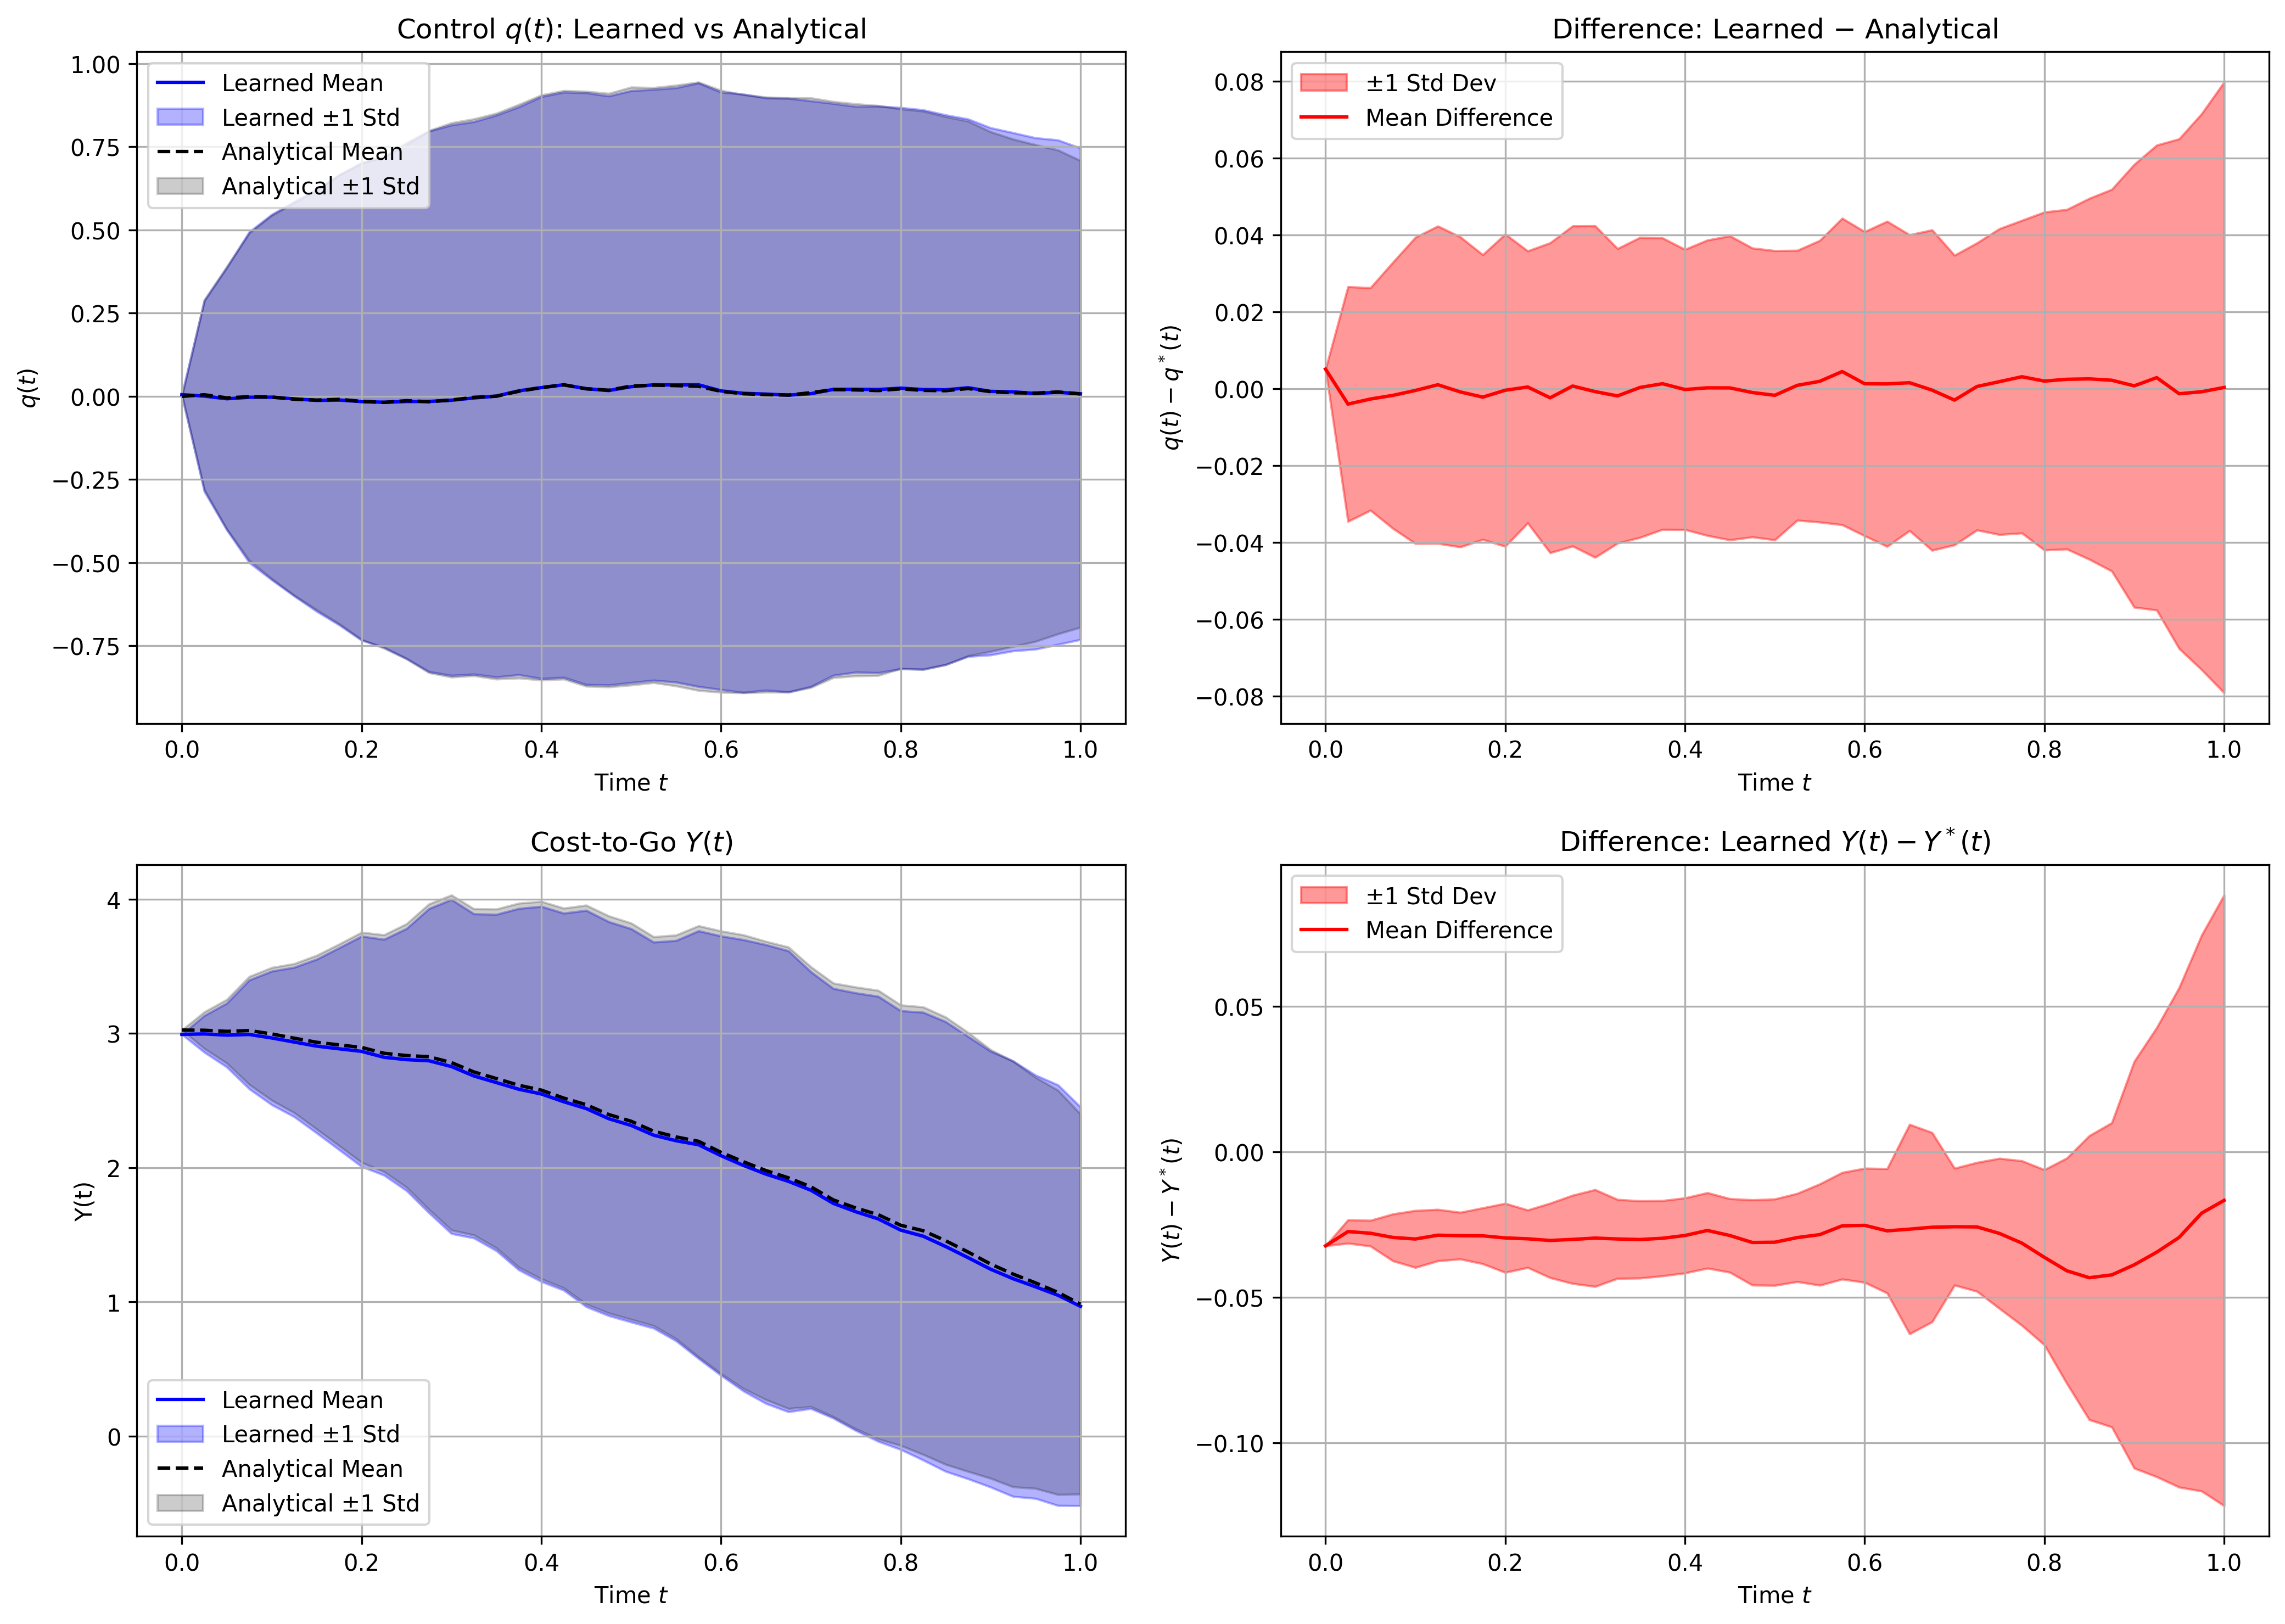 Control q(t): Learned vs Analytical
1.00
0.75
0.50
0.25
0.00
−0.25
−0.50
−0.75
q(t)
Learned Mean
Learned ±1 Std
Analytical Mean
Analytical ±1 Std
0.0 0.2 0.4 0.6 0.8 1.0
Time t
Difference: Learned − Analytical
0.08
0.06
0.04
0.02
0.00
−0.02
−0.04
−0.06
−0.08
q(t) − q*(t)
±1 Std Dev
Mean Difference
0.0 0.2 0.4 0.6 0.8 1.0
Time t
Cost-to-Go Y(t)
4
3
2
1
0
Y(t)
Learned Mean
Learned ±1 Std
Analytical Mean
Analytical ±1 Std
0.0 0.2 0.4 0.6 0.8 1.0
Time t
Difference: Learned Y(t) − Y*(t)
0.05
0.00
−0.05
−0.10
Y(t) − Y*(t)
±1 Std Dev
Mean Difference
0.0 0.2 0.4 0.6 0.8 1.0
Time t